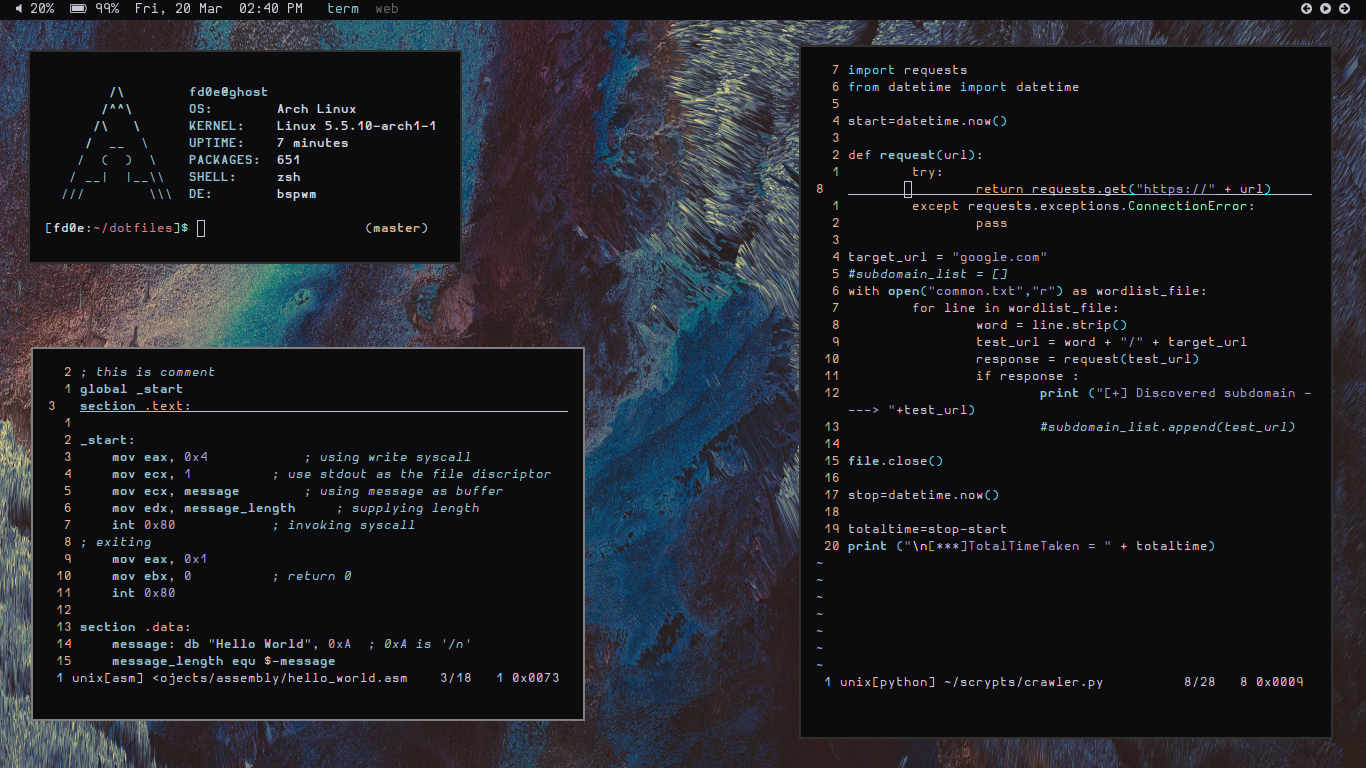 20% 99% Fri, 20 Mar 02:40 PM term web
/\ fd0e@ghost
/^^\ OS: Arch Linux
/\ \ KERNEL: Linux 5.5.10-arch1-1
/ __ \ UPTIME: 7 minutes
/ ( ) \ PACKAGES: 651
/ __| |__\\ SHELL: zsh
/// \\\ DE: bspwm
[fd0e:~/dotfiles]$ (master)
2 ; this is comment
1 global _start
3 section .text:
1
2 _start:
3 mov eax, 0x4 ; using write syscall
4 mov ecx, 1 ; use stdout as the file discriptor
5 mov ecx, message ; using message as buffer
6 mov edx, message_length ; supplying length
7 int 0x80 ; invoking syscall
8 ; exiting
9 mov eax, 0x1
10 mov ebx, 0 ; return 0
11 int 0x80
12
13 section .data:
14 message: db "Hello World", 0xA ; 0xA is '/n'
15 message_length equ $-message
1 unix[asm] <ojects/assembly/hello_world.asm 3/18 1 0x0073
7 import requests
6 from datetime import datetime
5
4 start=datetime.now()
3
2 def request(url):
1 try:
8 return requests.get("https://" + url)
1 except requests.exceptions.ConnectionError:
2 pass
3
4 target_url = "google.com"
5 #subdomain_list = []
6 with open("common.txt","r") as wordlist_file:
7 for line in wordlist_file:
8 word = line.strip()
9 test_url = word + "/" + target_url
10 response = request(test_url)
11 if response :
12 print ("[+] Discovered subdomain -
---> "+test_url)
13 #subdomain_list.append(test_url)
14
15 file.close()
16
17 stop=datetime.now()
18
19 totaltime=stop-start
20 print ("\n[***]TotalTimeTaken = " + totaltime)
~
~
~
~
~
~
~
1 unix[python] ~/scrypts/crawler.py 8/28 8 0x0009